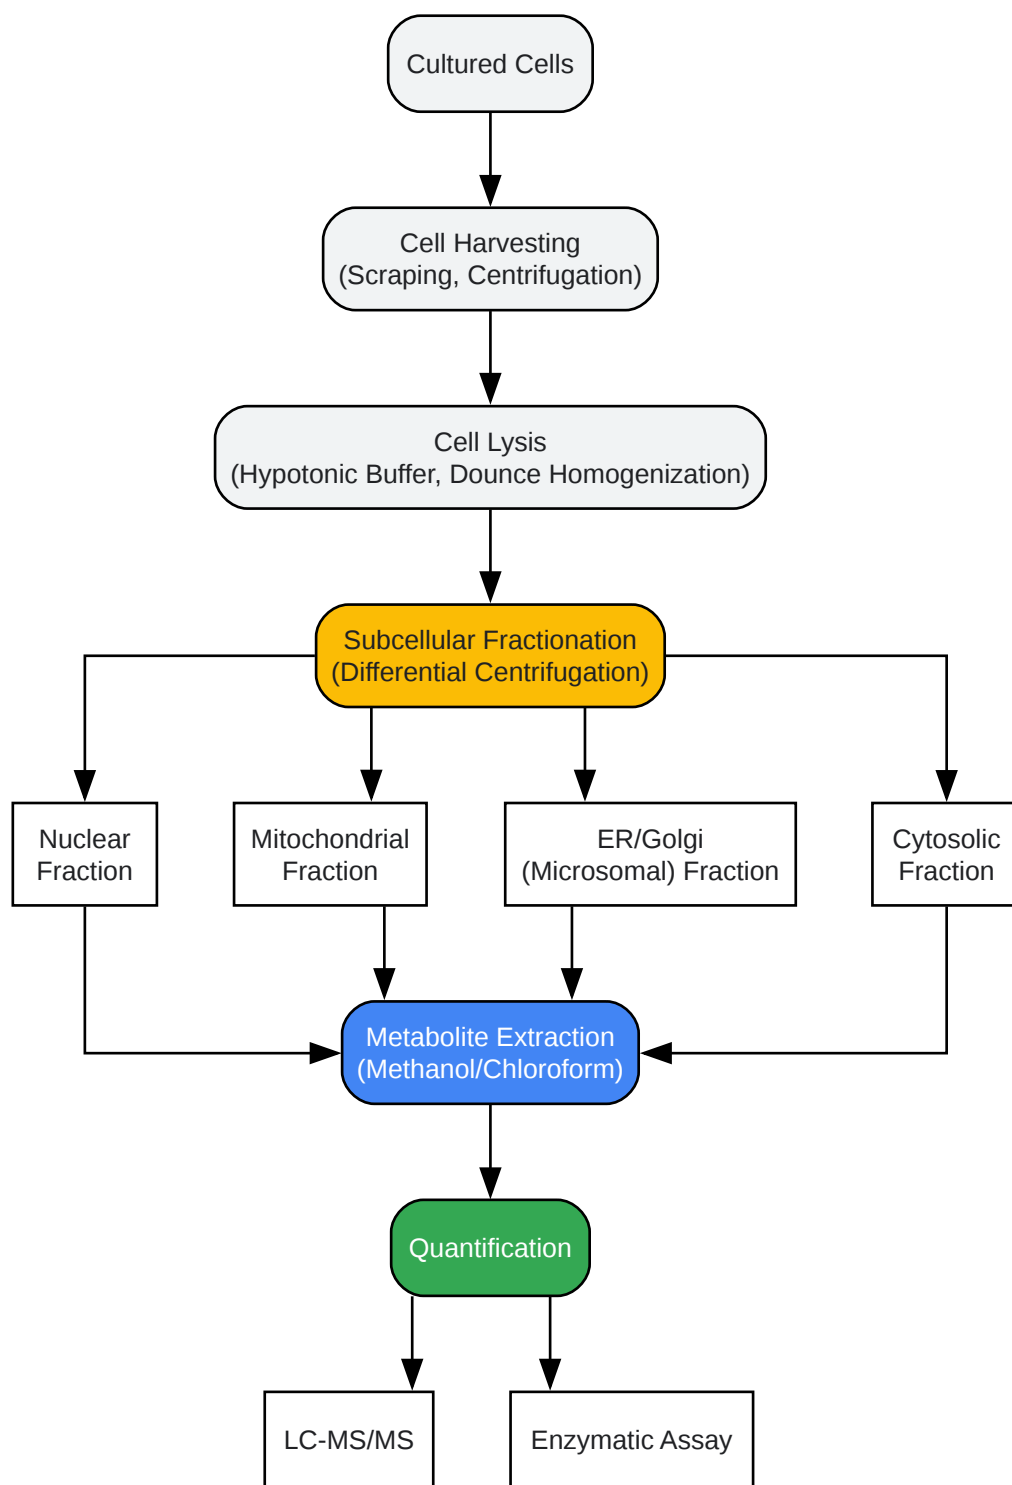 Cultured Cells
Cell Harvesting
(Scraping, Centrifugation)
Cell Lysis
(Hypotonic Buffer, Dounce Homogenization)
Subcellular Fractionation
(Differential Centrifugation)
Nuclear
Fraction
Mitochondrial
Fraction
ER/Golgi
(Microsomal) Fraction
Cytosolic
Fraction
Metabolite Extraction
(Methanol/Chloroform)
Quantification
LC-MS/MS
Enzymatic Assay